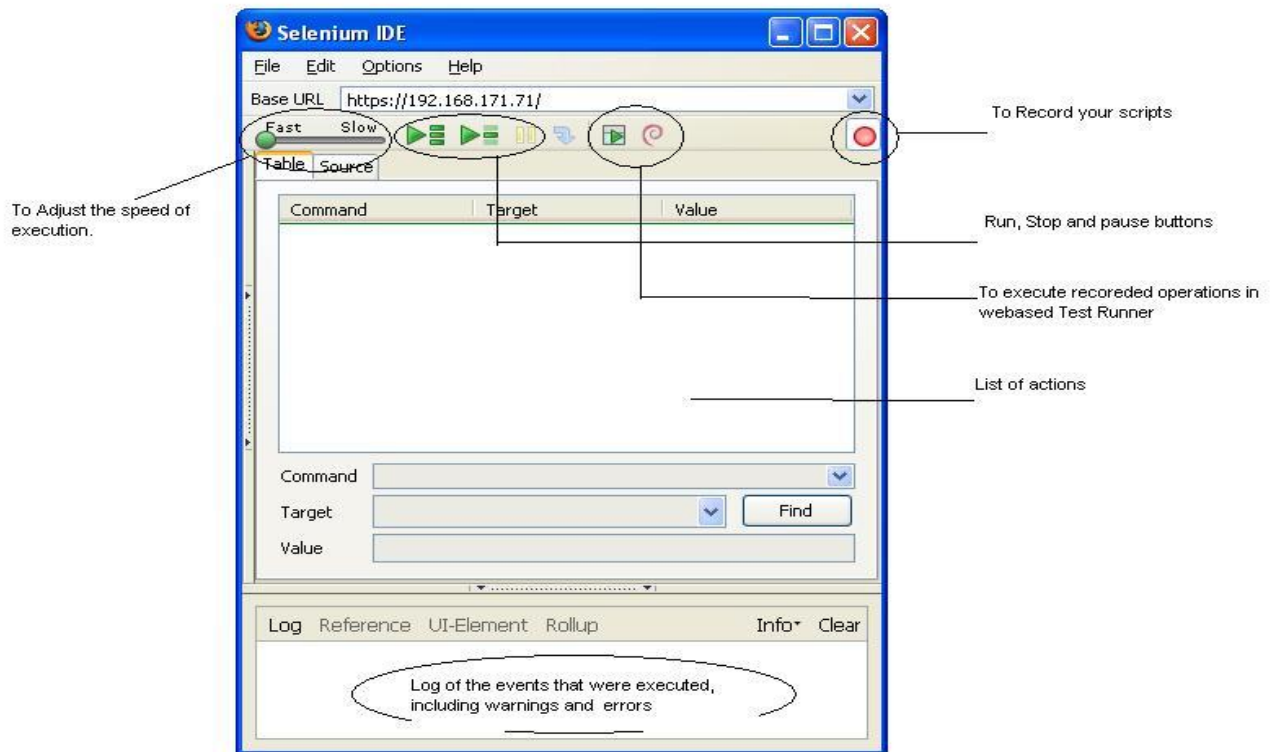 Selenium IDE
File Edit Options Help
Base URL https://192.168.171.71/
Fast Slow
Table Source
Command Target Value
Command
Target Find
Value
Log Reference UI-Element Rollup Info Clear
Log of the events that were executed,
including warnings and errors
To Adjust the speed of
execution.
To Record your scripts
Run, Stop and pause buttons
To execute recoreded operations in
webased Test Runner
List of actions